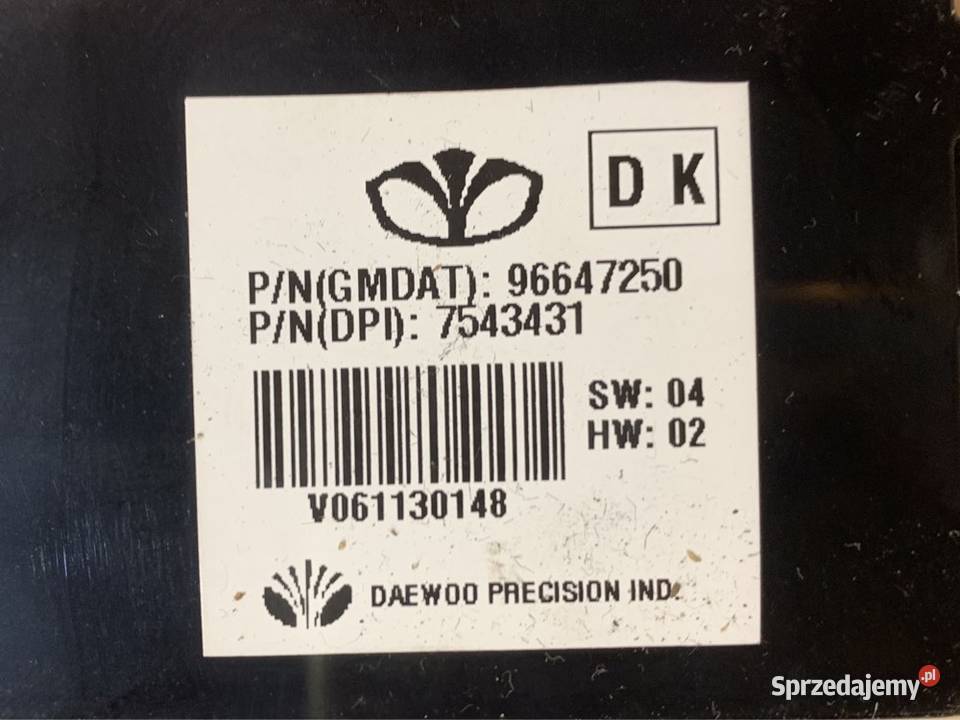 D K
P/N(GMDAT): 96647250
P/N(DPI): 7543431
SW: 04
HW: 02
V061130148
DAEWOO PRECISION IND.
Sprzedajemy.pl